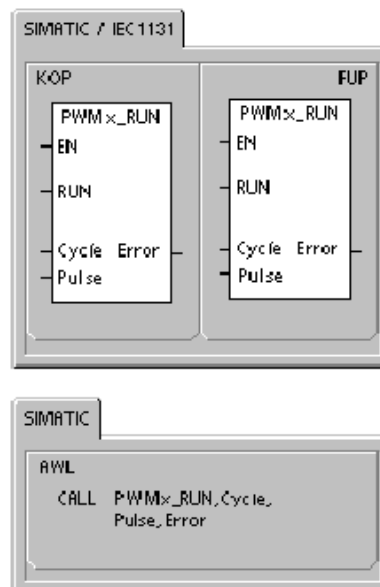 SIMATIC / IEC 1131
KOP
FUP
PWMx_RUN
EN
RUN
Cycle Error
Pulse
PWMx_RUN
EN
RUN
Cycle Error
Pulse
SIMATIC
AWL
CALL PWMx_RUN, Cycle,
Pulse, Error